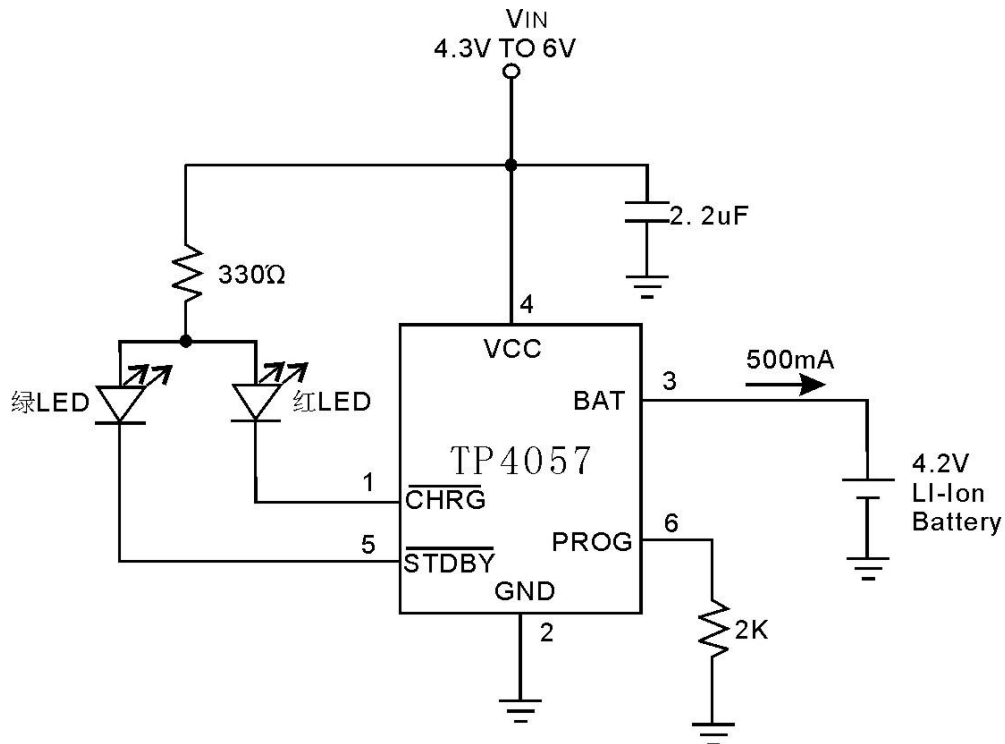 VIN
4.3V TO 6V
2. 2uF
330Ω
4
VCC
500mA
3
BAT
绿LED
红LED
TP4057
1
CHRG
4.2V
LI-Ion
Battery
6
PROG
5
STDBY
GND
2
2K